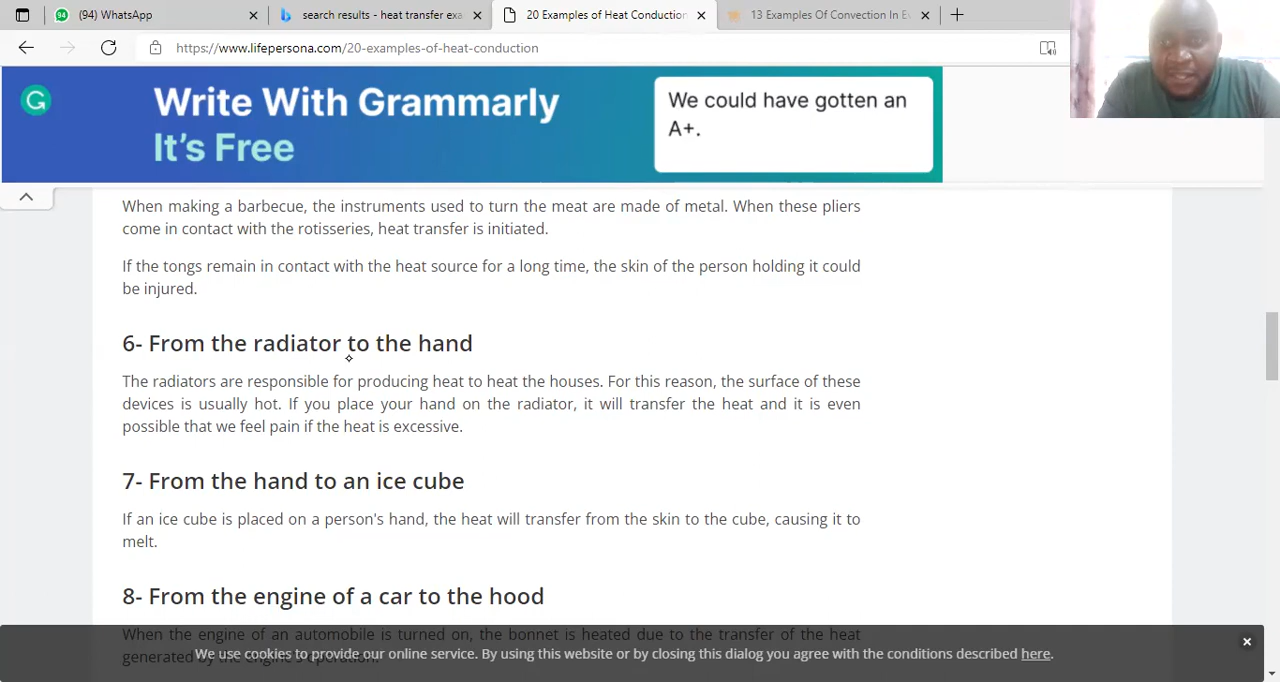 (94) WhatsApp
search results - heat transfer exa
20 Examples of Heat Conduction
13 Examples Of Convection In E
https://www.lifepersona.com/20-examples-of-heat-conduction
Write With Grammarly
It's Free
We could have gotten an
A+.
When making a barbecue, the instruments used to turn the meat are made of metal. When these pliers
come in contact with the rotisseries, heat transfer is initiated.
If the tongs remain in contact with the heat source for a long time, the skin of the person holding it could
be injured.
6- From the radiator to the hand
The radiators are responsible for producing heat to heat the houses. For this reason, the surface of these
devices is usually hot. If you place your hand on the radiator, it will transfer the heat and it is even
possible that we feel pain if the heat is excessive.
7- From the hand to an ice cube
If an ice cube is placed on a person's hand, the heat will transfer from the skin to the cube, causing it to
melt.
8- From the engine of a car to the hood
When the engine of an automobile is turned on, the bonnet is heated due to the transfer of the heat
generated by the engine's operation.
We use cookies to provide our online service. By using this website or by closing this dialog you agree with the conditions described here.